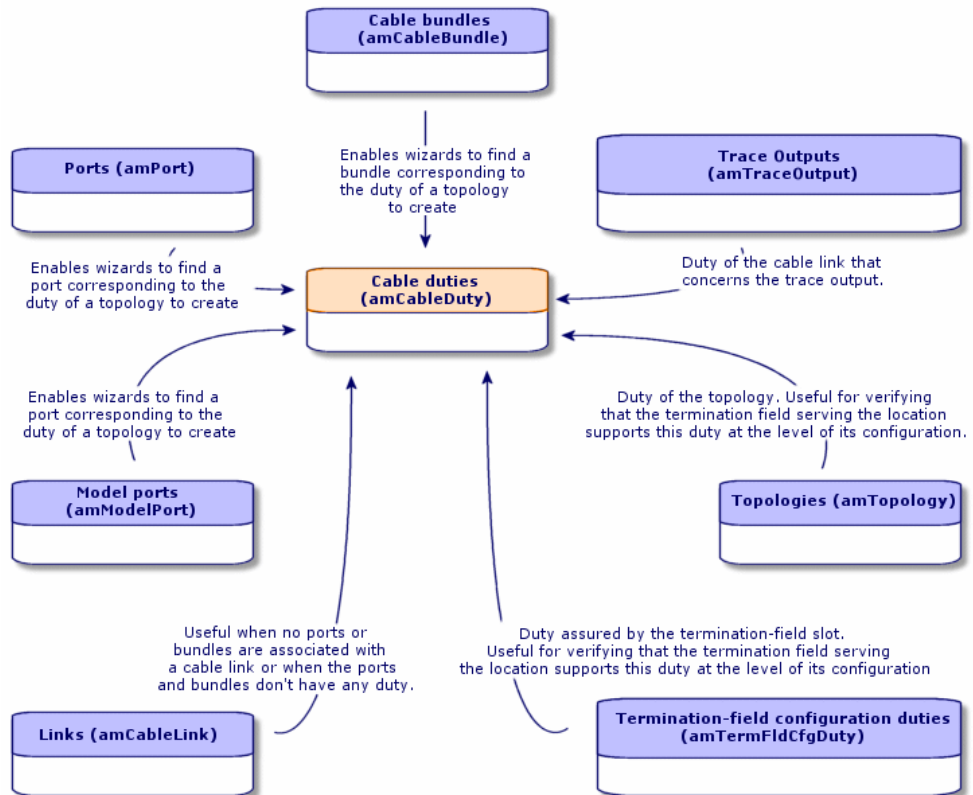 Cable bundles
(amCableBundle)
Enables wizards to find a
bundle corresponding to
the duty of a topology
to create
Ports (amPort)
Trace Outputs
(amTraceOutput)
Enables wizards to find a
port corresponding to the
duty of a topology to create
Duty of the cable link that
concerns the trace output.
Cable duties
(amCableDuty)
Enables wizards to find a
port corresponding to the
duty of a topology to create
Duty of the topology. Useful for verifying
that the termination field serving the location
supports this duty at the level of its configuration.
Model ports
(amModelPort)
Topologies (amTopology)
Useful when no ports or
bundles are associated with
a cable link or when the ports
and bundles don't have any duty.
Duty assured by the termination-field slot.
Useful for verifying that the termination field serving
the location supports this duty at the level of its configuration
Links (amCableLink)
Termination-field configuration duties
(amTermFldCfgDuty)